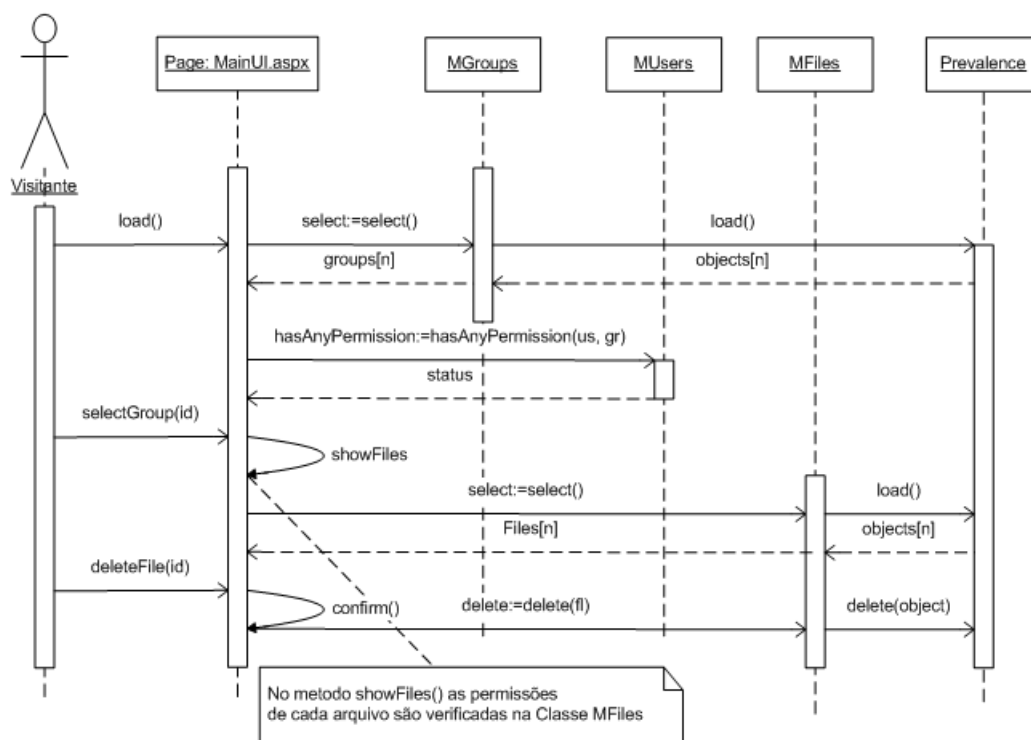 Page: MainUI.aspx
MGroups
MUsers
MFiles
Prevalence
Visitante
load()
select:=select()
load()
groups[n]
objects[n]
hasAnyPermission:=hasAnyPermission(us, gr)
status
selectGroup(id)
showFiles
select:=select()
load()
Files[n]
objects[n]
deleteFile(id)
confirm()
delete:=delete(fl)
delete(object)
No metodo showFiles() as permissões
de cada arquivo são verificadas na Classe MFiles